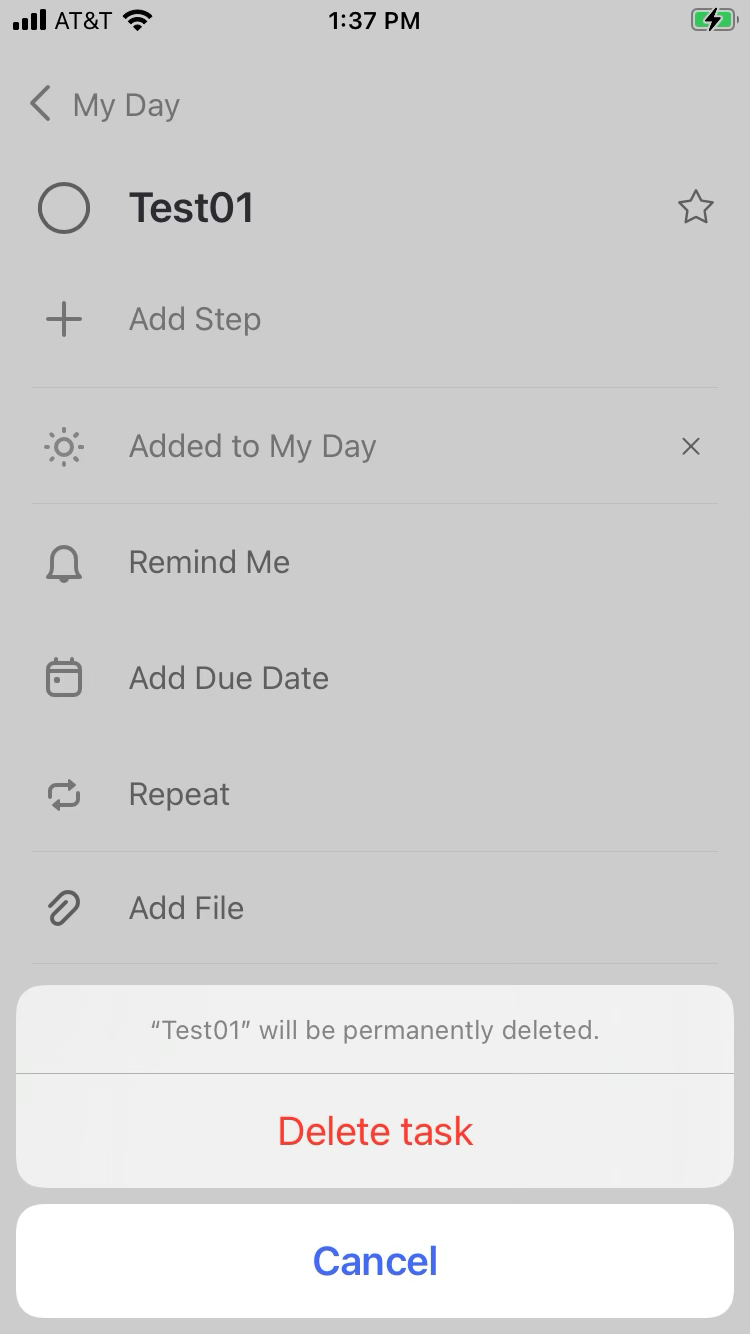 AT&T 1:37 PM
My Day
Test01
Add Step
Added to My Day
Remind Me
Add Due Date
Repeat
Add File
“Test01” will be permanently deleted.
Delete task
Cancel